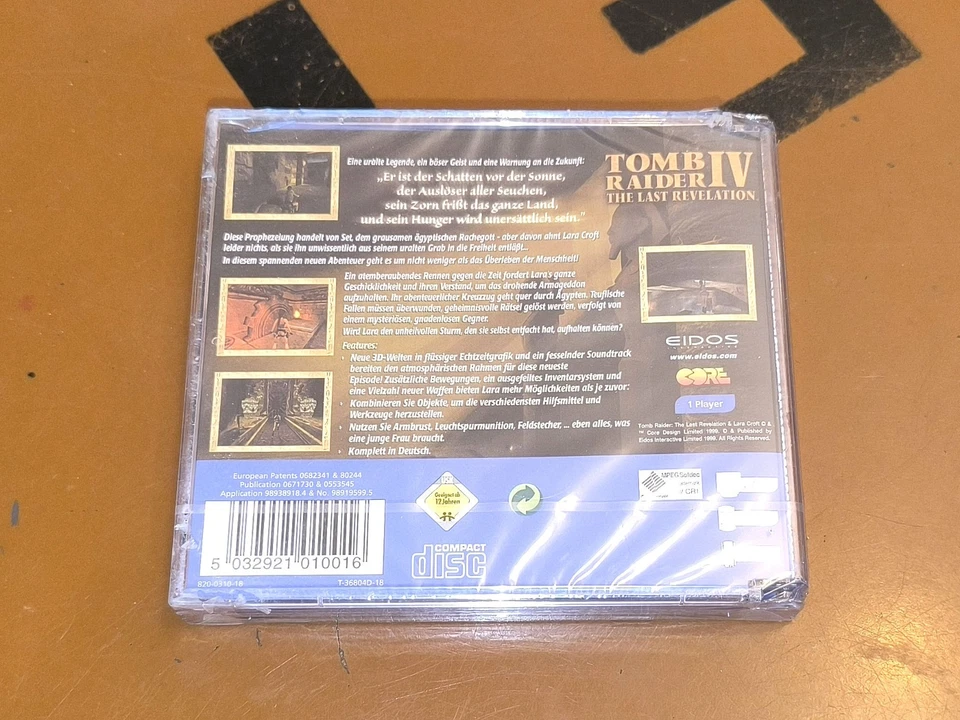 Eine uralte Legende, ein böser Geist und eine Warnung an die Zukunft:
„Er ist der Schatten vor der Sonne,
der Auslöser aller Seuchen,
sein Zorn frißt das ganze Land,
und sein Hunger wird unersättlich sein."
TOMB
RAIDER IV
THE LAST REVELATION
Diese Prophezeiung handelt von Set, dem grausamen ägyptischen Rachegott - aber davon ahnt Lara Croft
leider nichts, als sie ihn unwissentlich aus seinem uralten Grab in die Freiheit entläßt...
In diesem spannenden neuen Abenteuer geht es um nicht weniger als das Überleben der Menschheit!
Ein atemberaubendes Rennen gegen die Zeit fordert Lara's ganze
Geschicklichkeit und ihren Verstand, um das drohende Armageddon
aufzuhalten. Ihr abenteuerlicher Kreuzzug geht quer durch Ägypten. Teuflische
Fallen müssen überwunden, geheimnisvolle Rätsel gelöst werden, verfolgt von
einem mysteriösen, gnadenlosen Gegner.
Wird Lara den unheilvollen Sturm, den sie selbst entfacht hat, aufhalten können?
Features:
· Neue 3D-Welten in flüssiger Echtzeitgrafik und ein fesselnder Soundtrack
bereiten den atmosphärischen Rahmen für diese neueste
Episode! Zusätzliche Bewegungen, ein ausgefeiltes Inventarsystem und
eine Vielzahl neuer Waffen bieten Lara mehr Möglichkeiten als je zuvor:
· Kombinieren Sie Objekte, um die verschiedensten Hilfsmittel und
Werkzeuge herzustellen.
· Nutzen Sie Armbrust, Leuchtspurmunition, Feldstecher, ... eben alles, was
eine junge Frau braucht.
· Komplett in Deutsch.
EIDOS
www.eidos.com
CORE
1 Player
Tomb Raider: The Last Revelation & Lara Croft © &
™ Core Design Limited 1999. © & Published by
Eidos Interactive Limited 1999. All Rights Reserved.
European Patents 0682341 & 80244
Publication 0671730 & 0553545
Application 98938918.4 & No. 98919599.5
Geeignet ab
12 Jahren
MPEG Sofdec
CRI
5 032921 010016
COMPACT
disc
820-0310-18
T-36804D-18